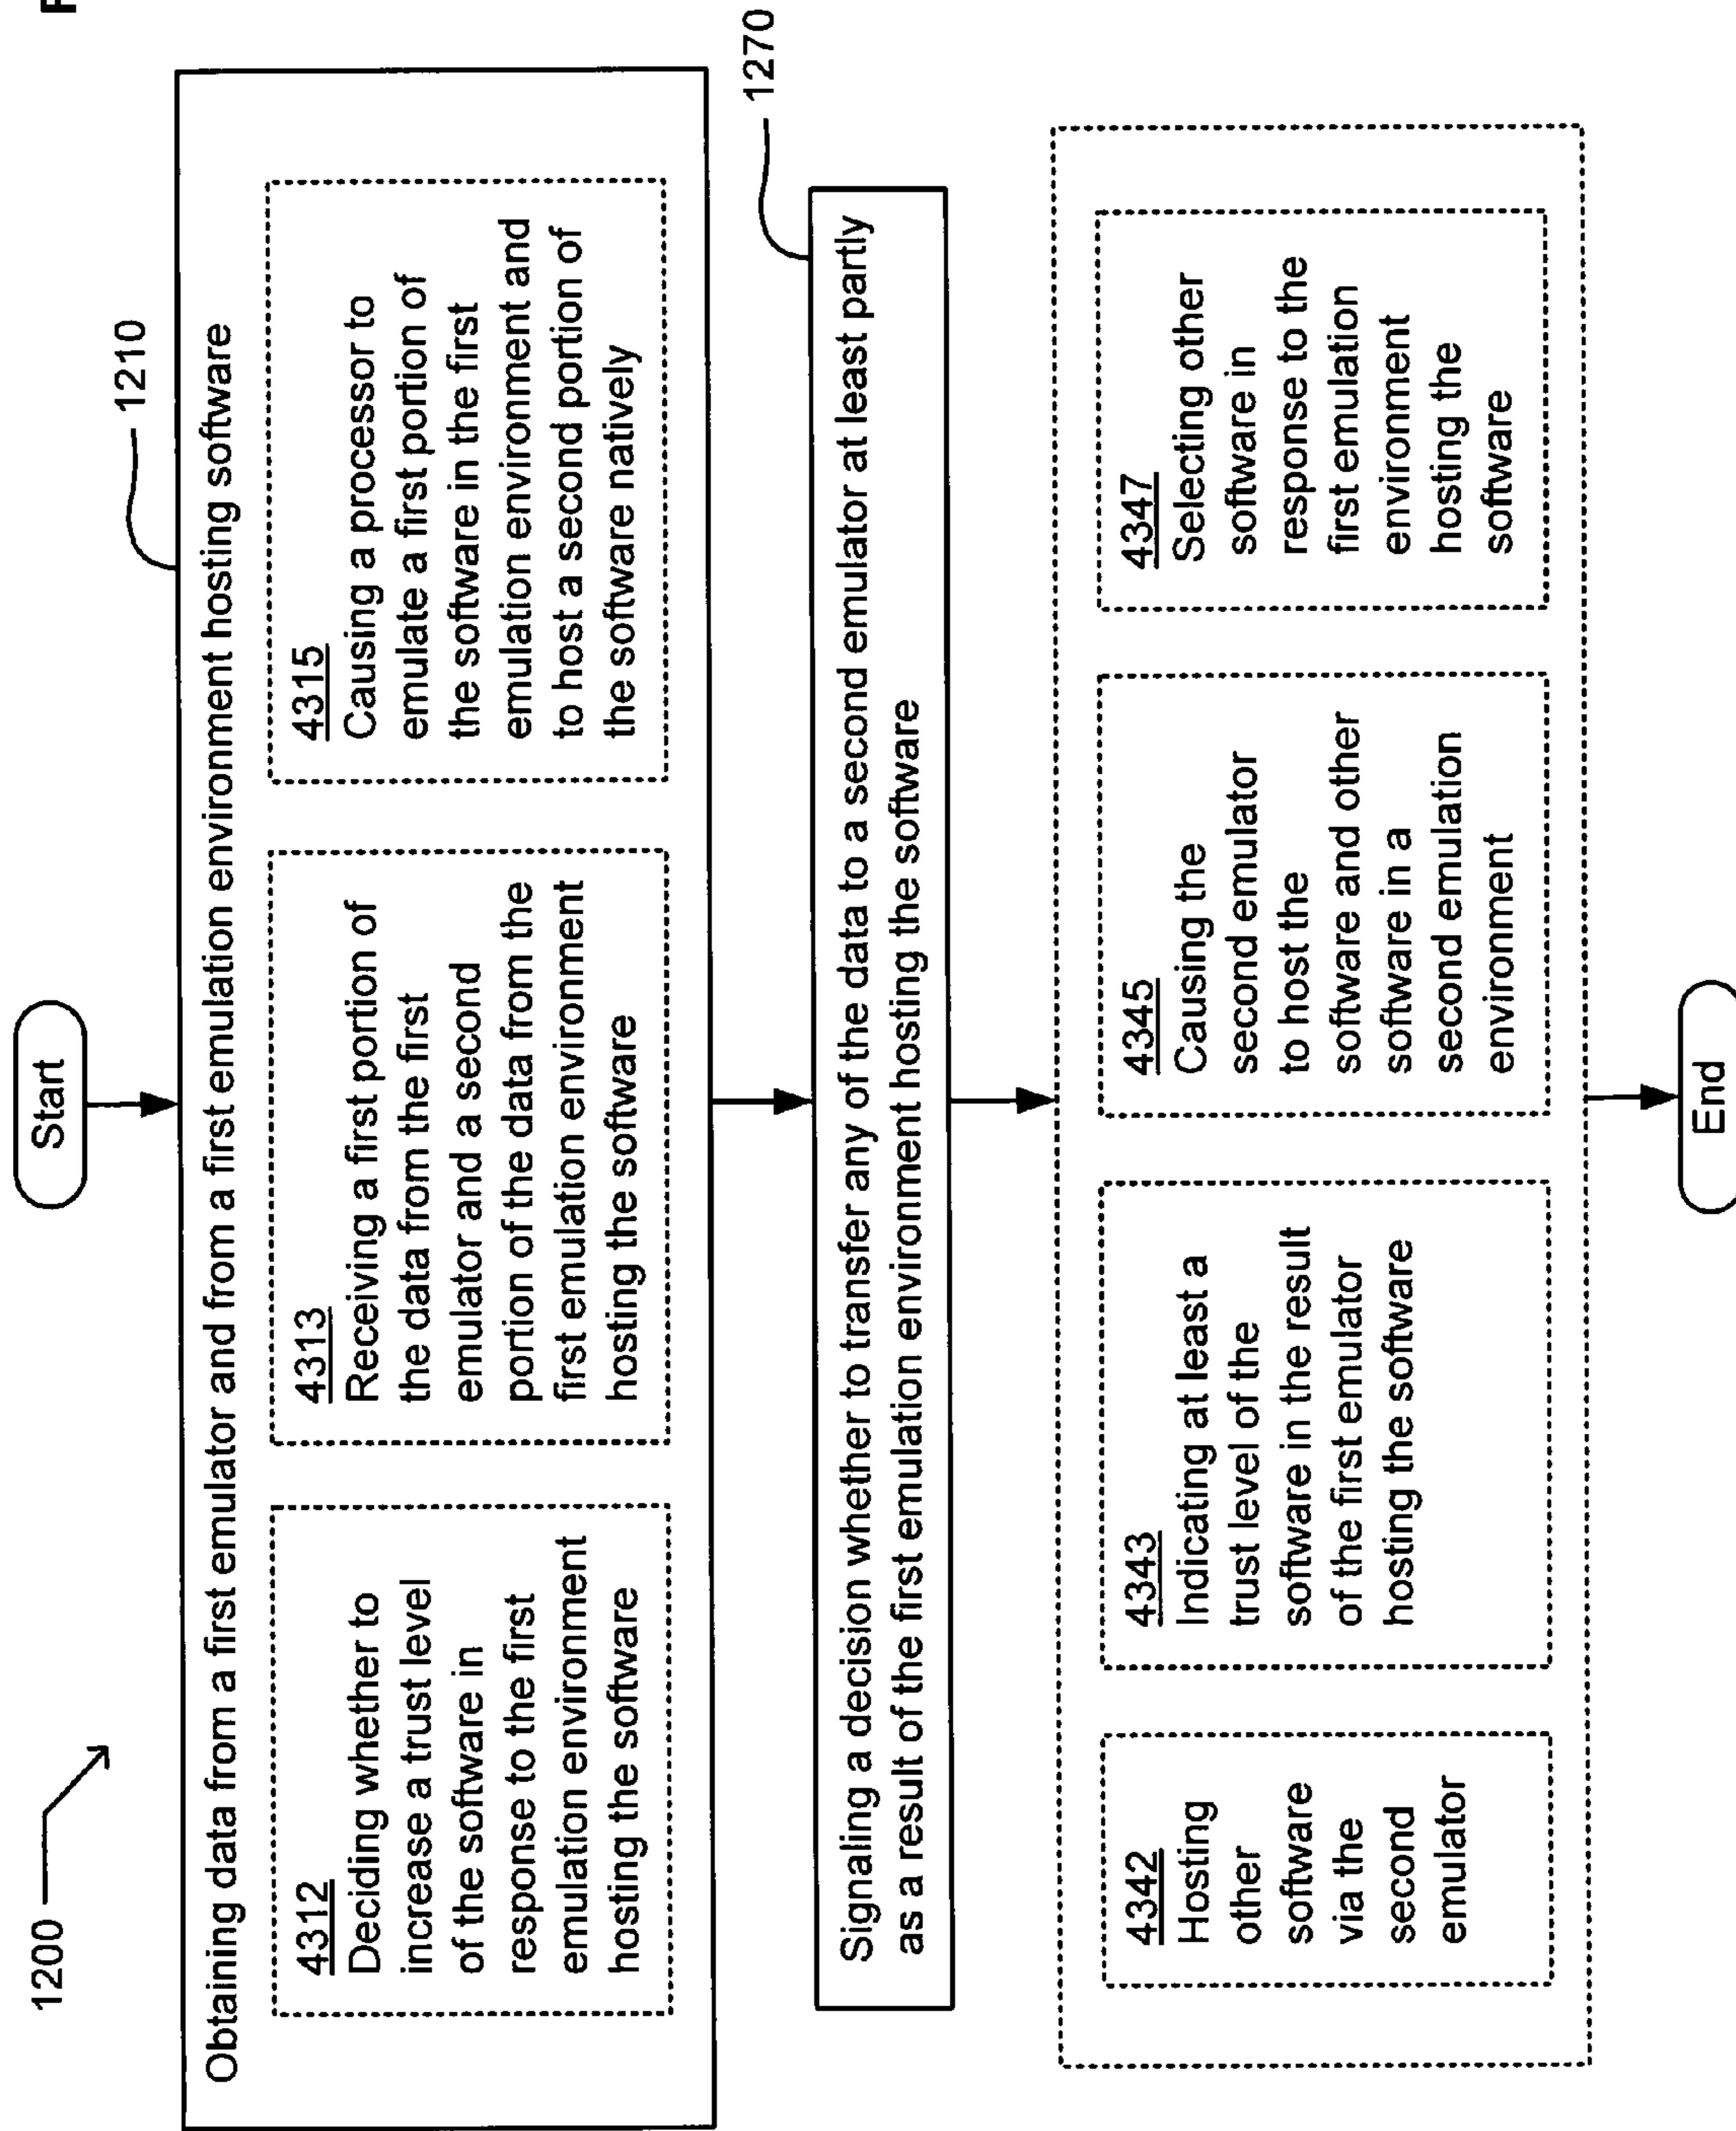 1200
Start
1210
Obtaining data from a first emulator and from a first emulation environment hosting software
4312
Deciding whether to
increase a trust level
of the software in
response to the first
emulation environment
hosting the software
4313
Receiving a first portion of
the data from the first
emulator and a second
portion of the data from the
first emulation environment
hosting the software
4315
Causing a processor to
emulate a first portion of
the software in the first
emulation environment and
to host a second portion of
the software natively
1270
Signaling a decision whether to transfer any of the data to a second emulator at least partly
as a result of the first emulation environment hosting the software
4342
Hosting
other
software
via the
second
emulator
4343
Indicating at least a
trust level of the
software in the result
of the first emulator
hosting the software
4345
Causing the
second emulator
to host the
software and other
software in a
second emulation
environment
4347
Selecting other
software in
response to the
first emulation
environment
hosting the
software
End